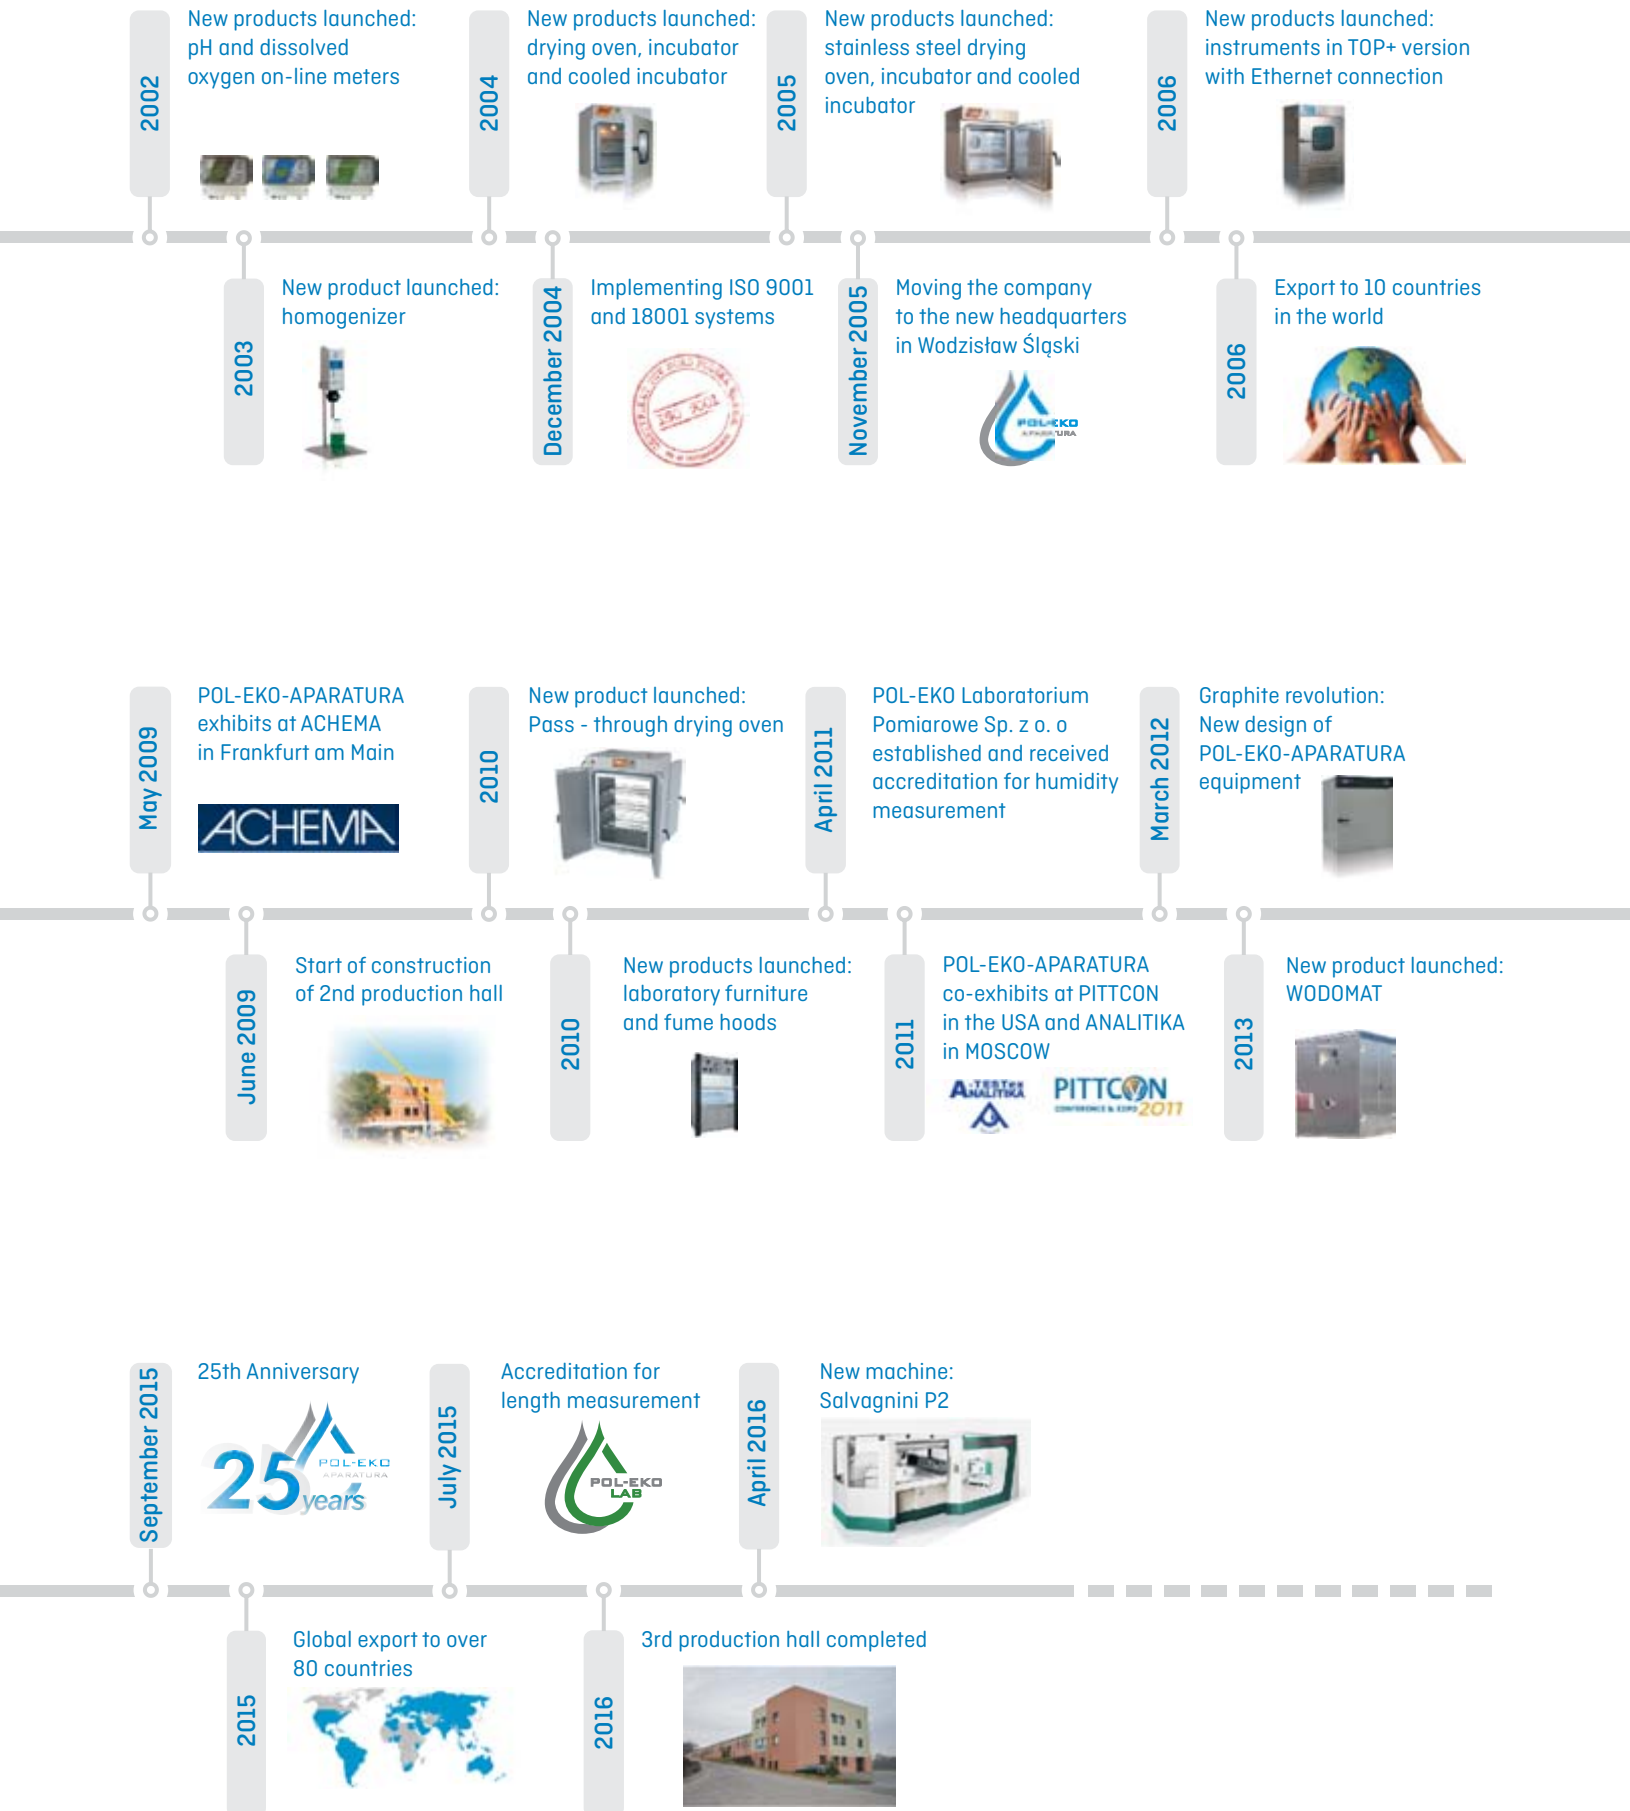 2002
New products launched:
pH and dissolved
oxygen on-line meters
2003
New product launched:
homogenizer
2004
New products launched:
drying oven, incubator
and cooled incubator
December 2004
Implementing ISO 9001
and 18001 systems
ISO 9001
2005
New products launched:
stainless steel drying
oven, incubator and cooled
incubator
November 2005
Moving the company
to the new headquarters
in Wodzisław Śląski
POL-EKO
APARATURA
2006
New products launched:
instruments in TOP+ version
with Ethernet connection
2006
Export to 10 countries
in the world
May 2009
POL-EKO-APARATURA
exhibits at ACHEMA
in Frankfurt am Main
ACHEMA
June 2009
Start of construction
of 2nd production hall
2010
New product launched:
Pass - through drying oven
2010
New products launched:
laboratory furniture
and fume hoods
April 2011
POL-EKO Laboratorium
Pomiarowe Sp. z o. o
established and received
accreditation for humidity
measurement
2011
POL-EKO-APARATURA
co-exhibits at PITTCON
in the USA and ANALITIKA
in MOSCOW
ANALITIKA
PITTCON
CONFERENCE & EXPO 2011
March 2012
Graphite revolution:
New design of
POL-EKO-APARATURA
equipment
2013
New product launched:
WODOMAT
September 2015
25th Anniversary
POL-EKO
APARATURA
25 years
2015
Global export to over
80 countries
July 2015
Accreditation for
length measurement
POL-EKO
LAB
2016
3rd production hall completed
April 2016
New machine:
Salvagnini P2